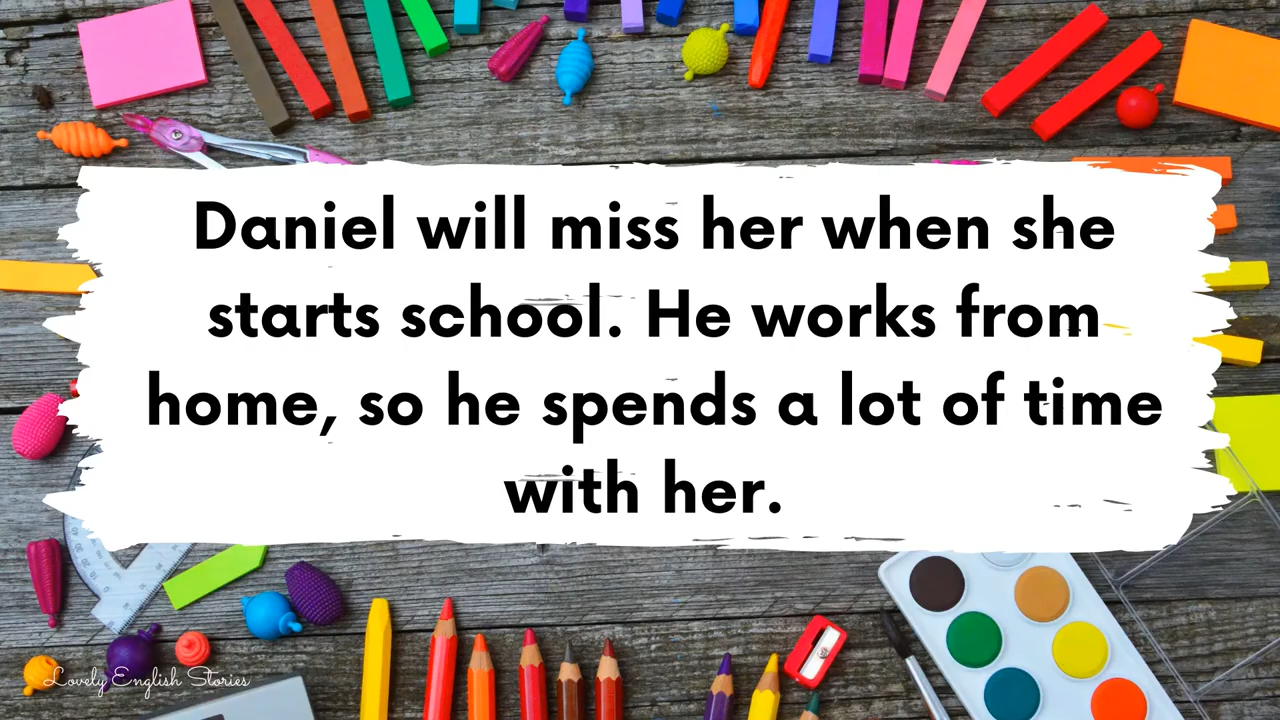 Daniel will miss her when she
starts school. He works from
home, so he spends a lot of time
with her.
Lovely English Stories